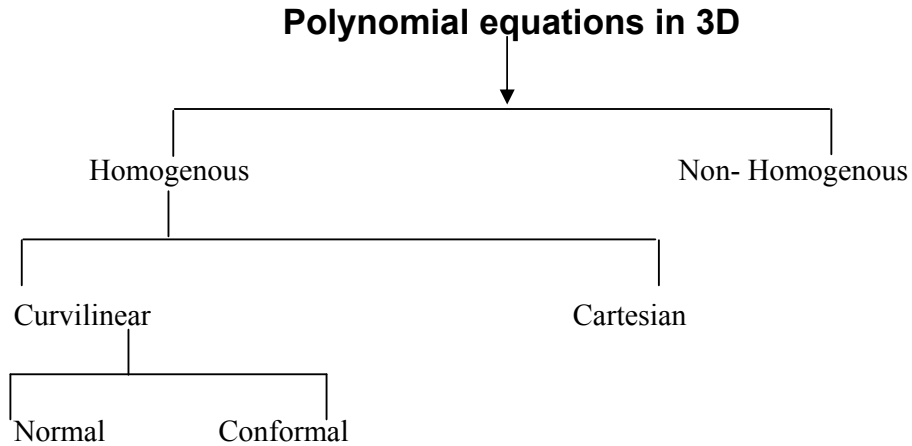 Polynomial equations in 3D
Homogenous Non- Homogenous
Curvilinear Cartesian
Normal Conformal